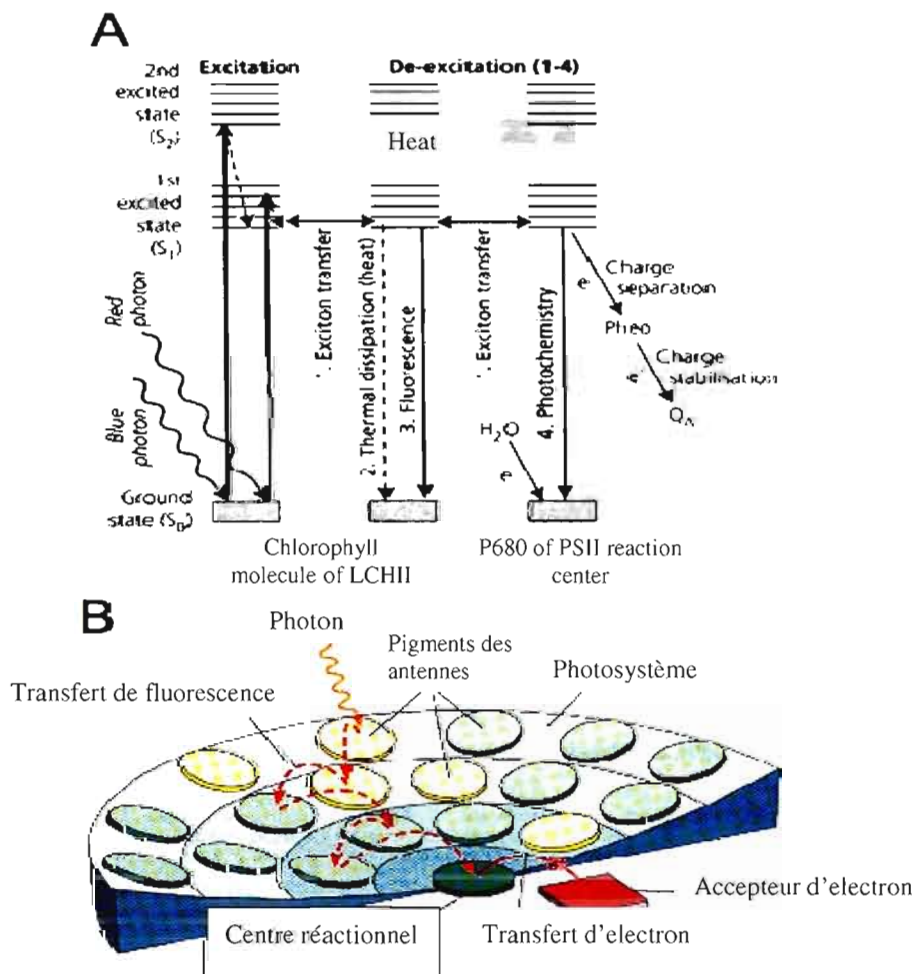 A
2nd
excited
state
(S2)
Excitation
De-excitation (1-4)
Heat
1st
excited
state
(S1)
Red
photon
Blue
photon
Ground
state (S0)
1. Exciton transfer
2. Thermal dissipation (heat)
3. Fluorescence
1. Exciton transfer
4. Photochemistry
H2O
e
e
Charge
separation
Pheo
Charge
stabilisation
QA
Chlorophyll
molecule of LCHII
P680 of PSII reaction
center
B
Photon
Pigments des
antennes
Photosystème
Transfert de fluorescence
Accepteur d'electron
Centre réactionnel
Transfert d'electron